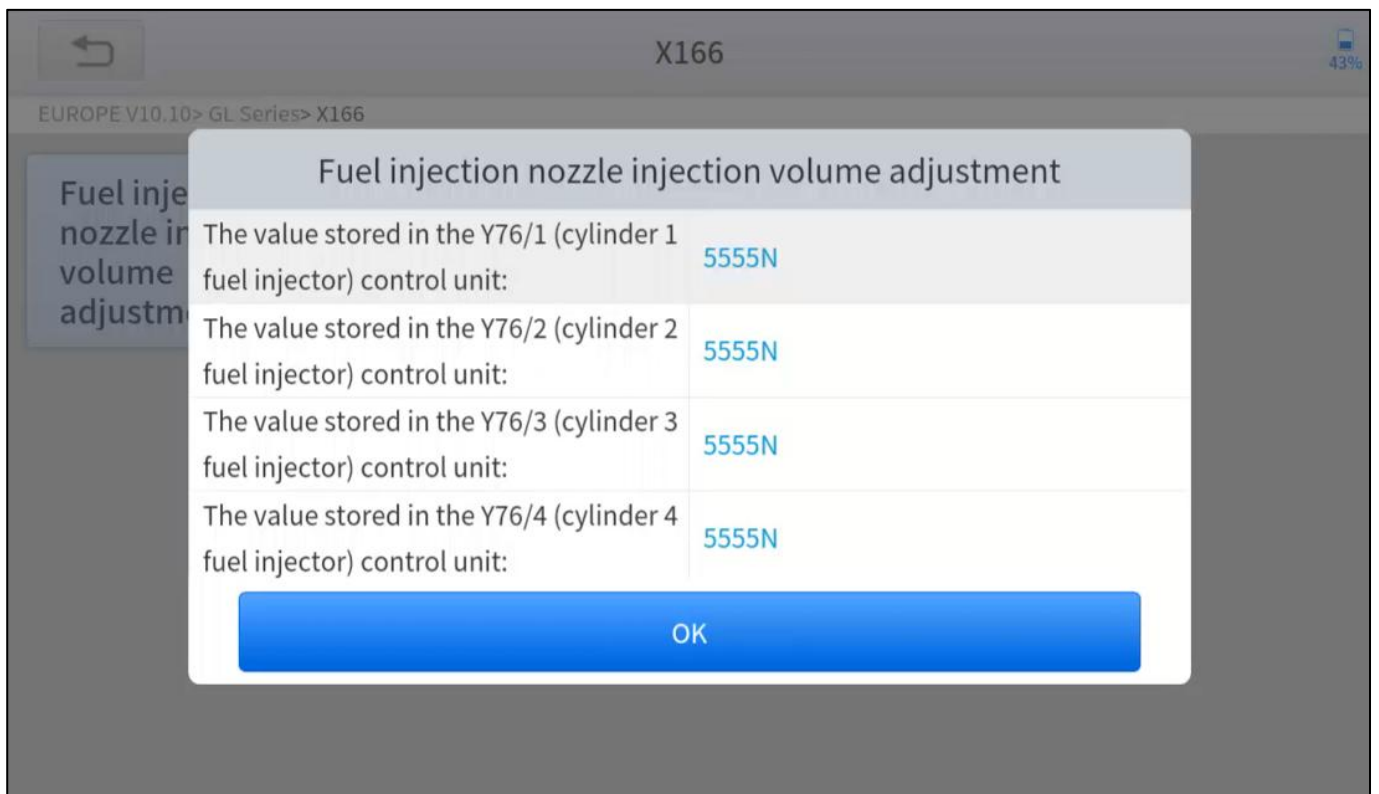 X166
43%
EUROPE V10.10> GL Series> X166
Fuel injection nozzle injection volume adjustment
Fuel inje
nozzle in
volume
adjustm
The value stored in the Y76/1 (cylinder 1
fuel injector) control unit:
5555N
The value stored in the Y76/2 (cylinder 2
fuel injector) control unit:
5555N
The value stored in the Y76/3 (cylinder 3
fuel injector) control unit:
5555N
The value stored in the Y76/4 (cylinder 4
fuel injector) control unit:
5555N
OK